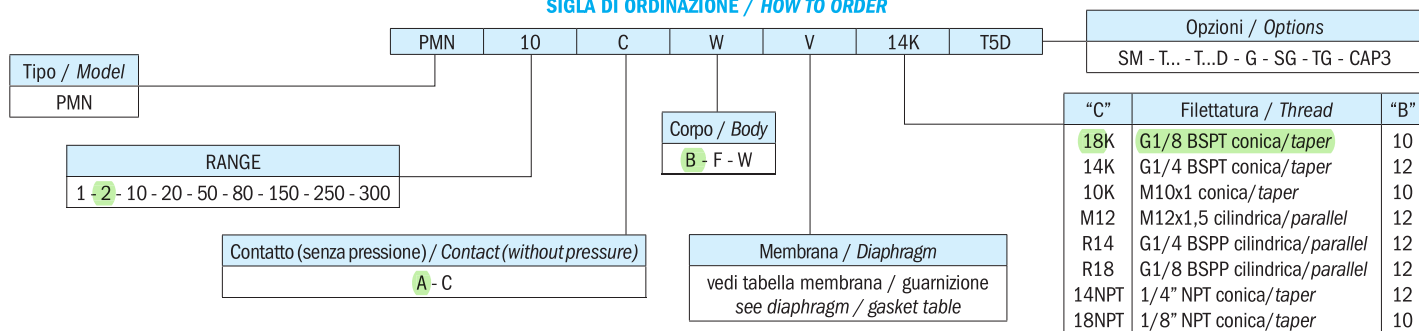 SIGLA DI ORDINAZIONE / HOW TO ORDER
PMN 10 C W V 14K T5D
Opzioni / Options
SM - T... - T...D - G - SG - TG - CAP3
Tipo / Model
PMN
"C" Filettatura / Thread "B"
18K G1/8 BSPT conica/taper 10
14K G1/4 BSPT conica/taper 12
10K M10x1 conica/taper 10
M12 M12x1,5 cilindrica/parallel 12
R14 G1/4 BSPP cilindrica/parallel 12
R18 G1/8 BSPP cilindrica/parallel 12
14NPT 1/4” NPT conica/taper 12
18NPT 1/8” NPT conica/taper 10
Corpo / Body
B - F - W
RANGE
1 - 2 - 10 - 20 - 50 - 80 - 150 - 250 - 300
Contatto (senza pressione) / Contact (without pressure)
A - C
Membrana / Diaphragm
vedi tabella membrana / guarnizione
see diaphragm / gasket table